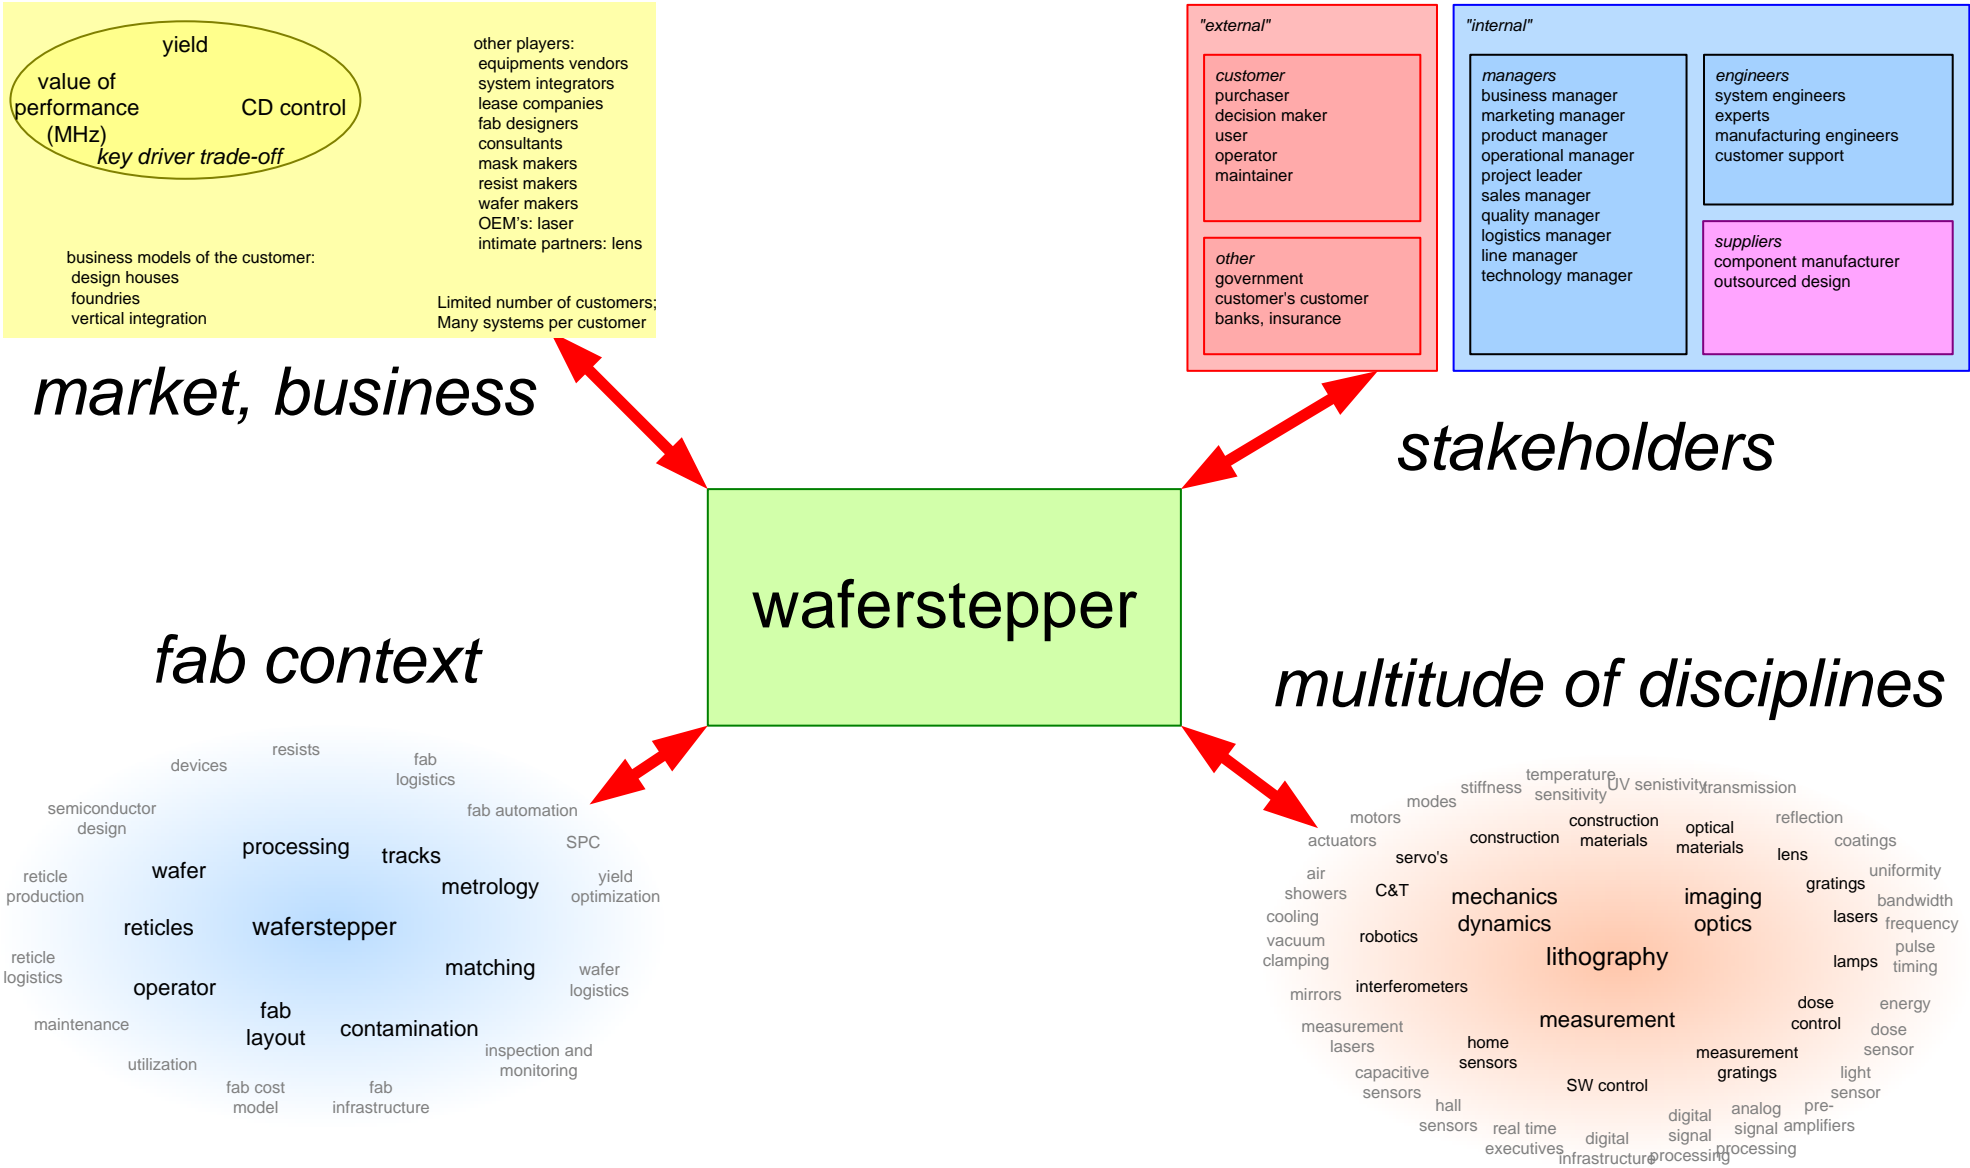 yield
value of
performance
(MHz)
CD control
key driver trade-off
other players:
equipments vendors
system integrators
lease companies
fab designers
consultants
mask makers
resist makers
wafer makers
OEM's: laser
intimate partners: lens
business models of the customer:
design houses
foundries
vertical integration
Limited number of customers;
Many systems per customer
market, business
"external"
customer
purchaser
decision maker
user
operator
maintainer
other
government
customer's customer
banks, insurance
"internal"
managers
business manager
marketing manager
product manager
operational manager
project leader
sales manager
quality manager
logistics manager
line manager
technology manager
engineers
system engineers
experts
manufacturing engineers
customer support
suppliers
component manufacturer
outsourced design
stakeholders
waferstepper
fab context
resists
devices
fab
logistics
semiconductor
design
fab automation
SPC
processing
tracks
wafer
metrology
reticle
production
yield
optimization
reticles
waferstepper
reticle
logistics
matching
wafer
logistics
operator
fab
layout
contamination
maintenance
inspection and
monitoring
utilization
fab cost
model
fab
infrastructure
multitude of disciplines
temperature
sensitivity
UV senistivity
transmission
stiffness
modes
motors
actuators
reflection
coatings
construction
construction
materials
optical
materials
servo's
lens
air
showers
C&T
uniformity
gratings
mechanics
dynamics
imaging
optics
bandwidth
cooling
lasers
frequency
robotics
vacuum
clamping
lithography
lamps
pulse
timing
interferometers
mirrors
measurement
dose
control
energy
measurement
lasers
home
sensors
dose
sensor
measurement
gratings
capacitive
sensors
SW control
light
sensor
hall
sensors
real time
executives
digital
infrastructure
digital
signal
processing
analog
signal
processing
pre-
amplifiers